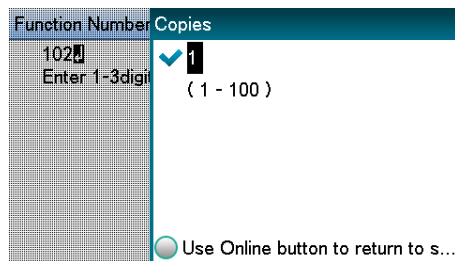 Function Number
Copies
102
Enter 1-3digi
1
( 1 - 100 )
Use Online button to return to s...